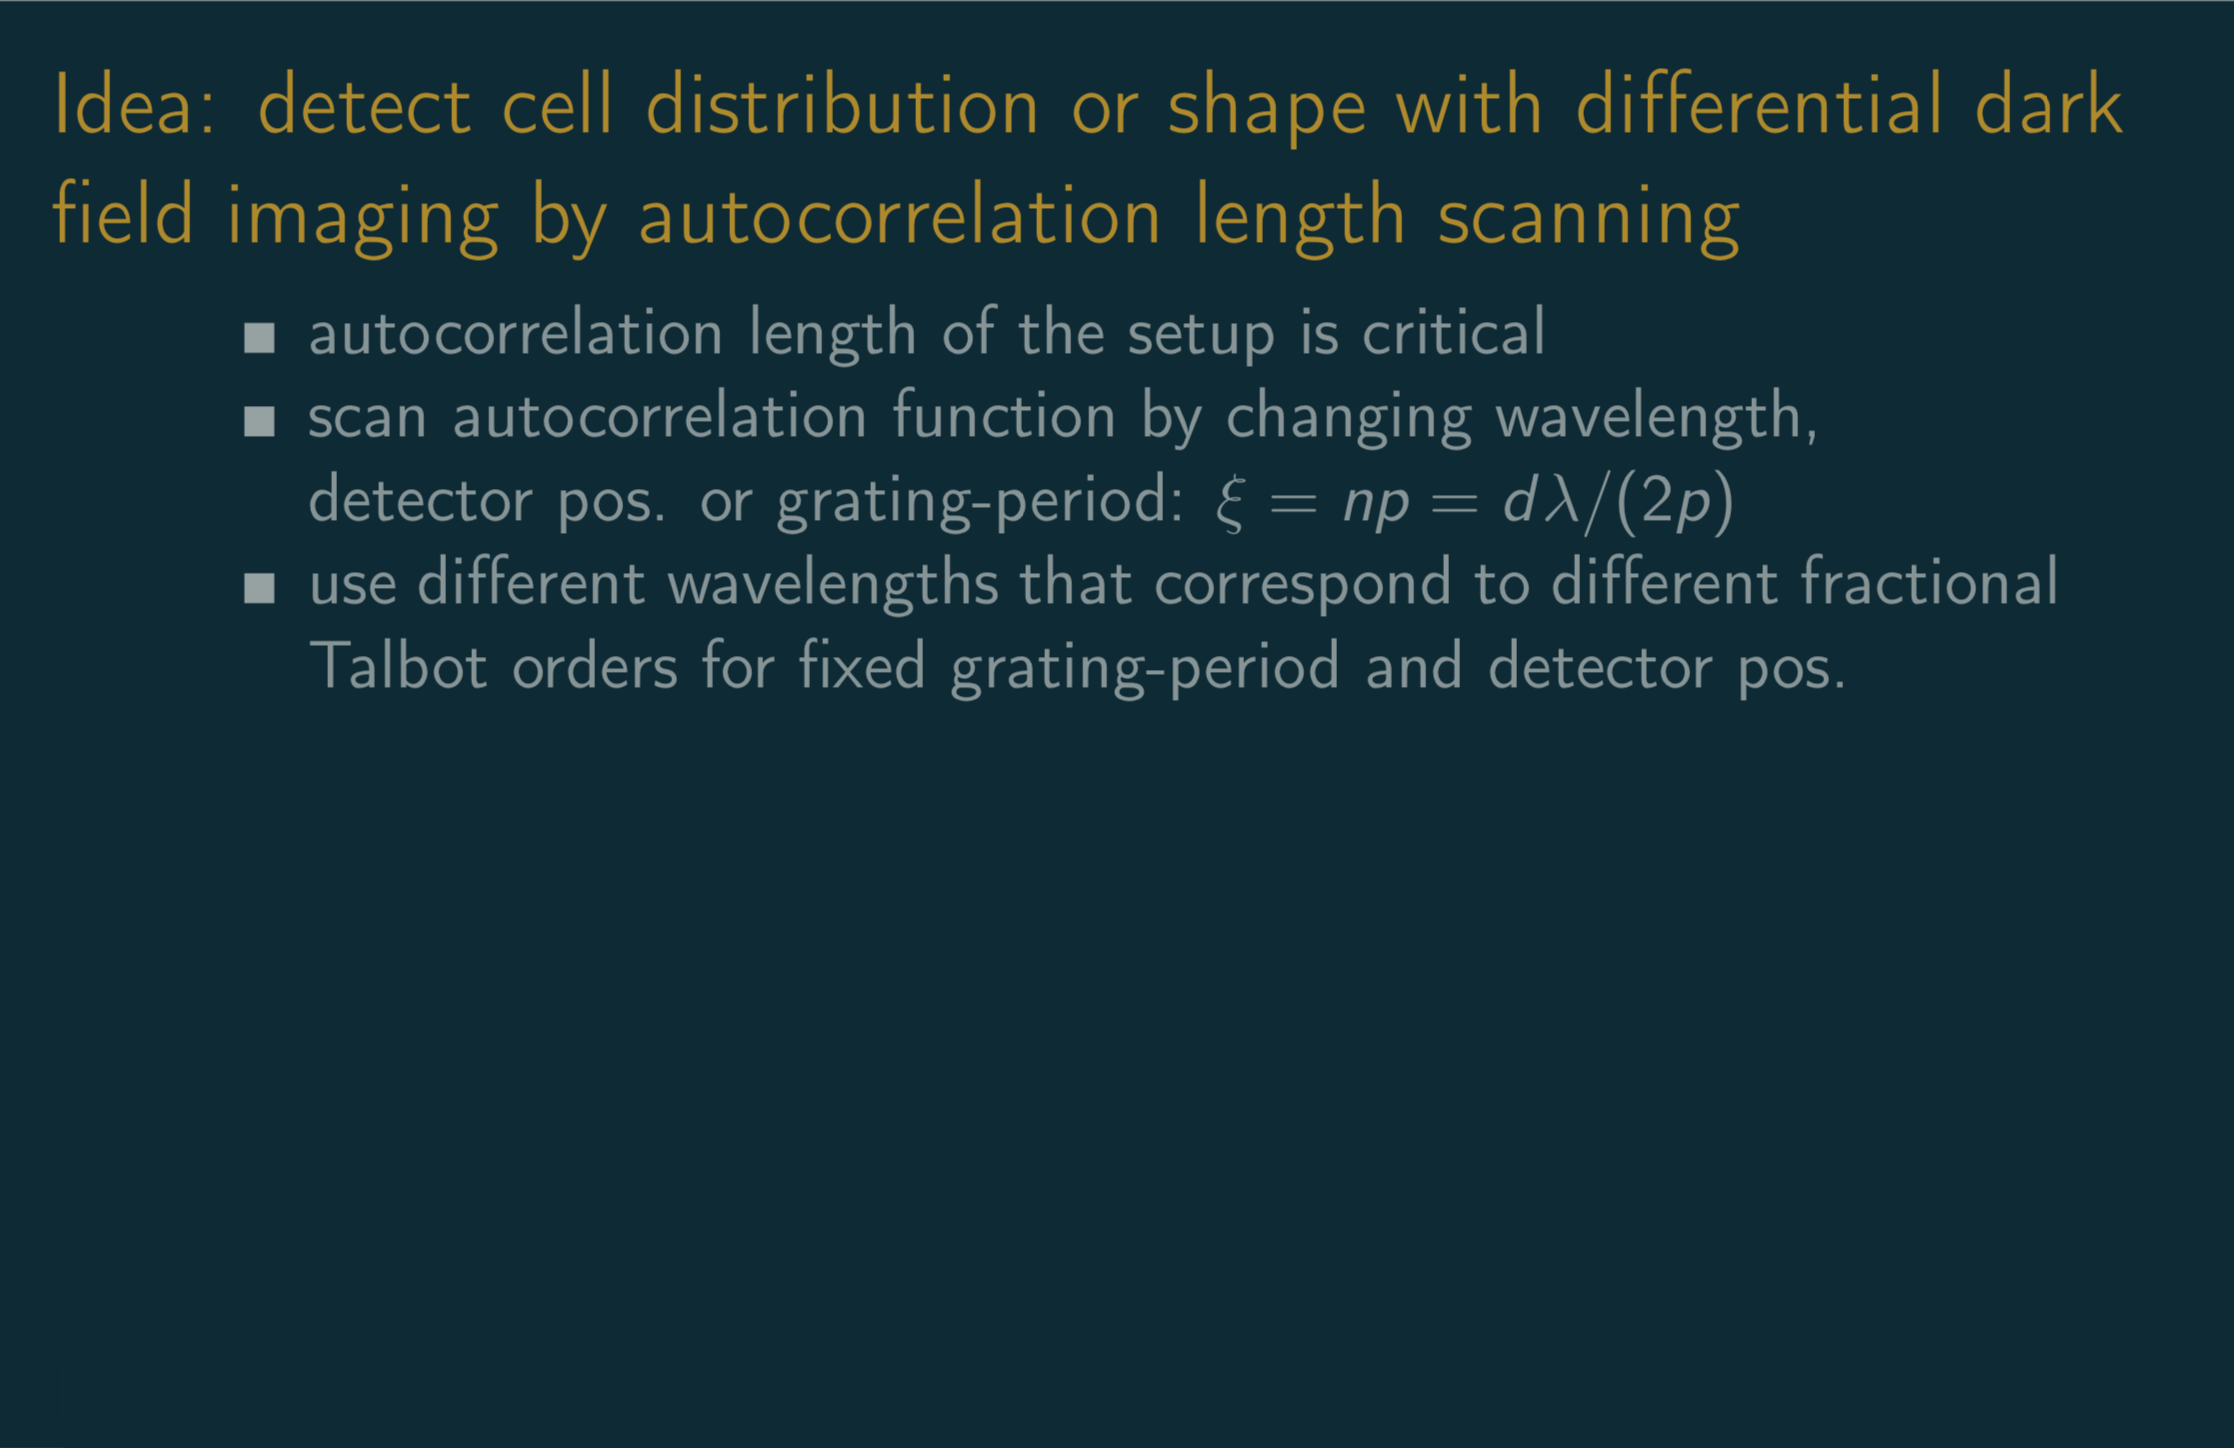 Idea: detect cell distribution or shape with differential dark
field imaging by autocorrelation length scanning
■ autocorrelation length of the setup is critical
■ scan autocorrelation function by changing wavelength,
detector pos. or grating-period: ξ = np = dλ/(2p)
■ use different wavelengths that correspond to different fractional
Talbot orders for fixed grating-period and detector pos.